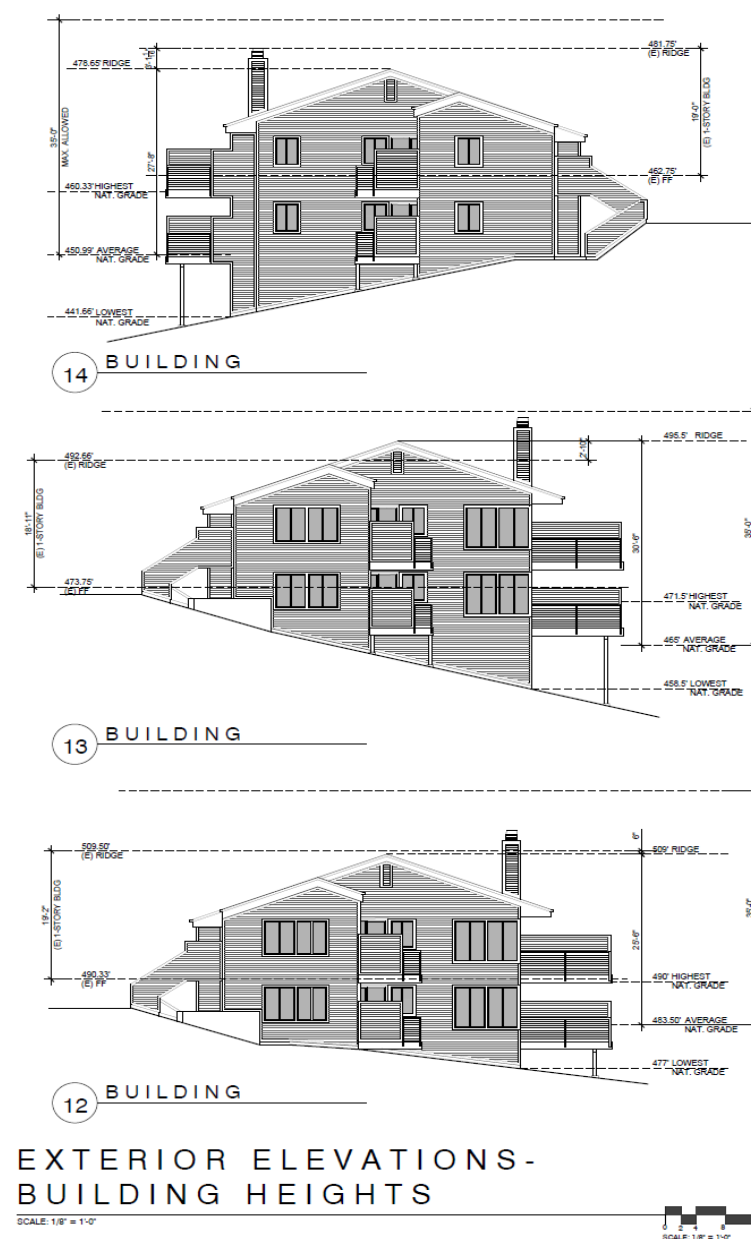 481.75'
(E) RIDGE
478.65' RIDGE
35'-0"
MAX. ALLOWED
27'-8"
19'-0"
(E) 1-STORY BLDG
462.75'
(E) FF
460.33' HIGHEST
NAT. GRADE
450.99' AVERAGE
NAT. GRADE
441.66' LOWEST
NAT. GRADE
14 BUILDING
492.66'
(E) RIDGE
495.5' RIDGE
2'-10"
18'-11"
(E) 1-STORY BLDG
30'-6"
35'-0"
473.75'
(E) FF
471.5' HIGHEST
NAT. GRADE
465' AVERAGE
NAT. GRADE
458.5' LOWEST
NAT. GRADE
13 BUILDING
509.50'
(E) RIDGE
6"
509' RIDGE
19'-2"
(E) 1-STORY BLDG
25'-6"
35'-0"
490.33'
(E) FF
490' HIGHEST
NAT. GRADE
483.50' AVERAGE
NAT. GRADE
477' LOWEST
NAT. GRADE
12 BUILDING
EXTERIOR ELEVATIONS-
BUILDING HEIGHTS
SCALE: 1/8" = 1'-0"
0 2 4 8
SCALE: 1/8" = 1'-0"